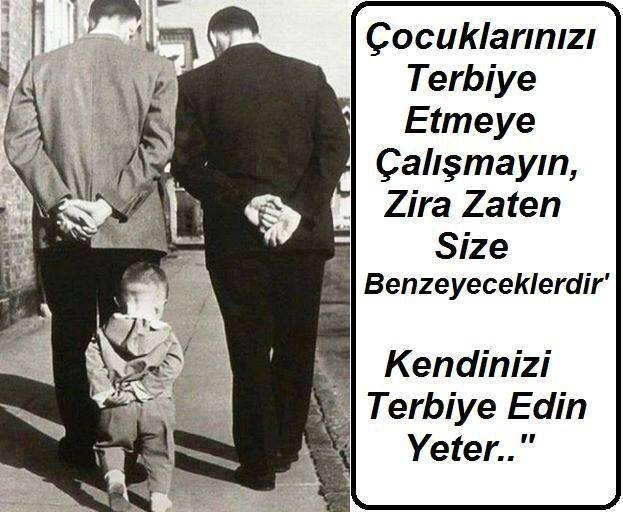 Çocuklarınızı
Terbiye
Etmeye
Çalışmayın,
Zira Zaten
Size
Benzeyeceklerdir'
Kendinizi
Terbiye Edin
Yeter.."